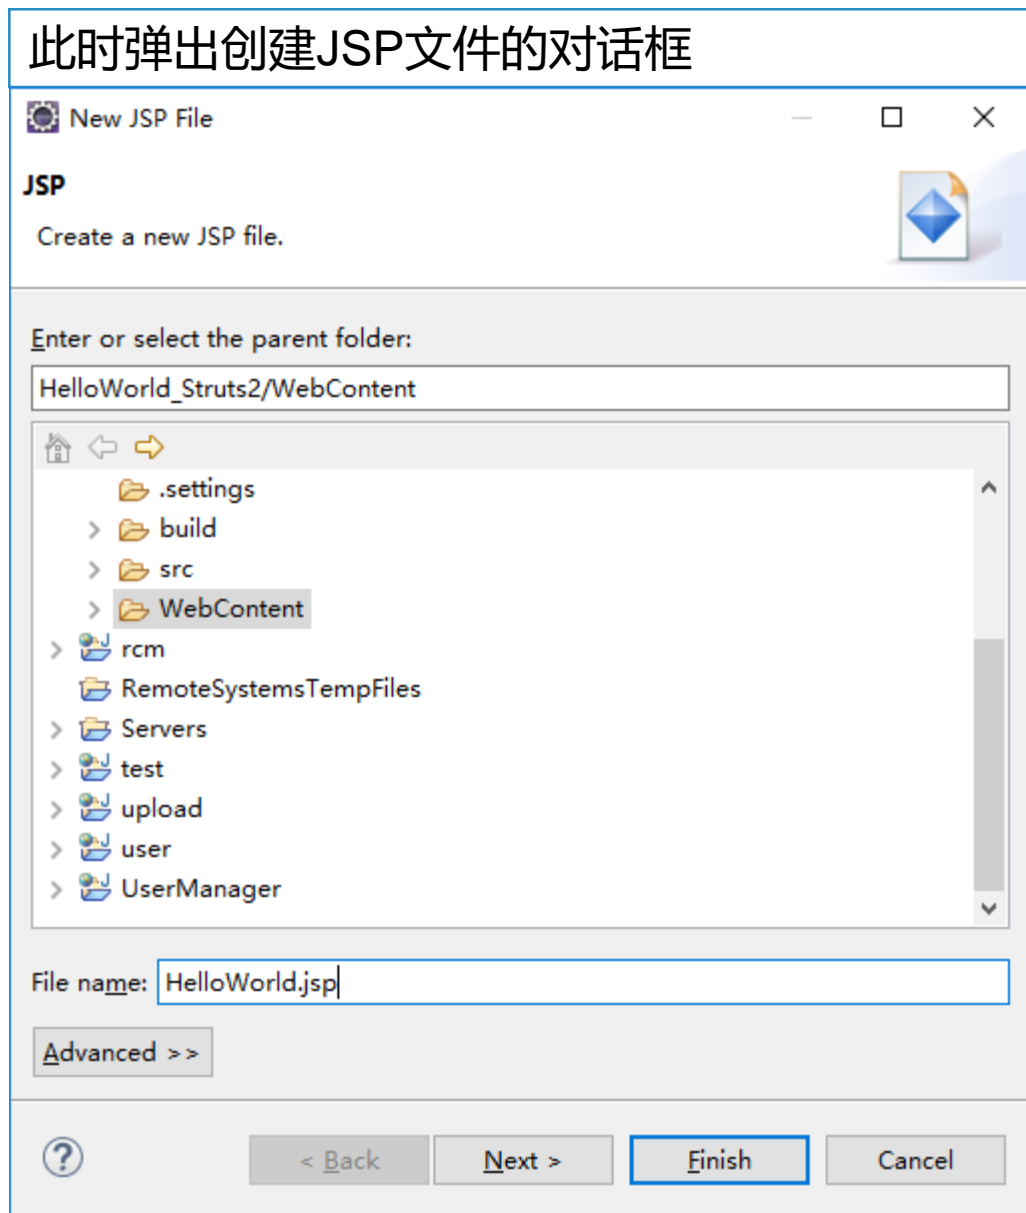 此时弹出创建JSP文件的对话框
New JSP File
JSP
Create a new JSP file.
Enter or select the parent folder:
HelloWorld_Struts2/WebContent
.settings
build
src
WebContent
rcm
RemoteSystemsTempFiles
Servers
test
upload
user
UserManager
File name: HelloWorld.jsp
Advanced >>
? < Back Next > Finish Cancel